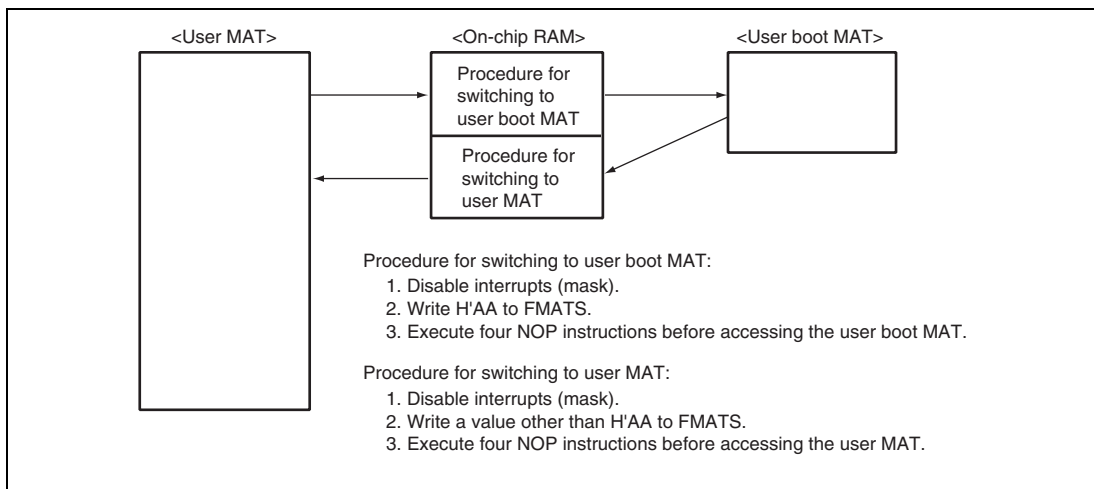 <User MAT>
<On-chip RAM>
<User boot MAT>
Procedure for
switching to
user boot MAT
Procedure for
switching to
user MAT
Procedure for switching to user boot MAT:
1. Disable interrupts (mask).
2. Write H'AA to FMATS.
3. Execute four NOP instructions before accessing the user boot MAT.
Procedure for switching to user MAT:
1. Disable interrupts (mask).
2. Write a value other than H'AA to FMATS.
3. Execute four NOP instructions before accessing the user MAT.